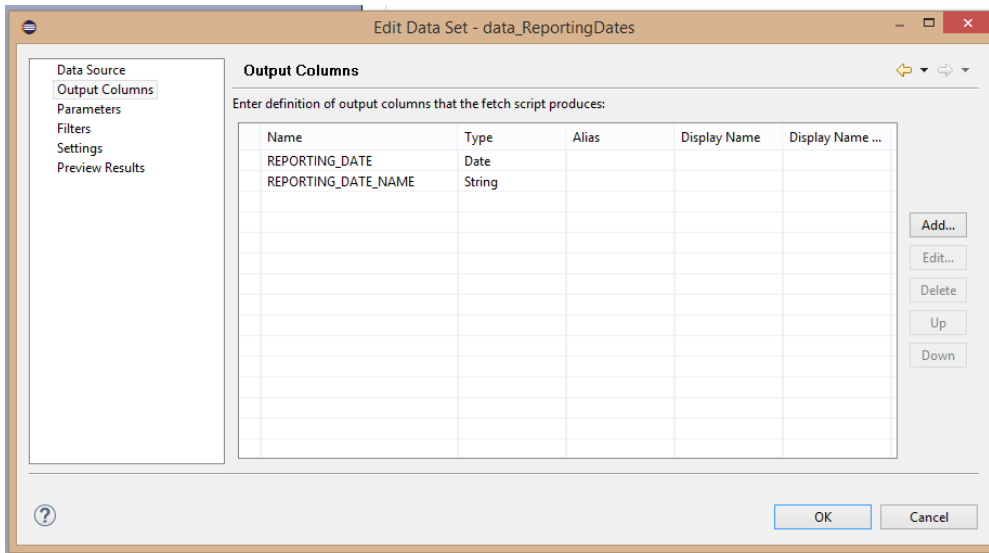 Edit Data Set - data_ReportingDates
Data Source
Output Columns
Parameters
Filters
Settings
Preview Results
Output Columns
Enter definition of output columns that the fetch script produces:
Name Type Alias Display Name Display Name ...
REPORTING_DATE Date
REPORTING_DATE_NAME String
Add...
Edit...
Delete
Up
Down
?
OK Cancel